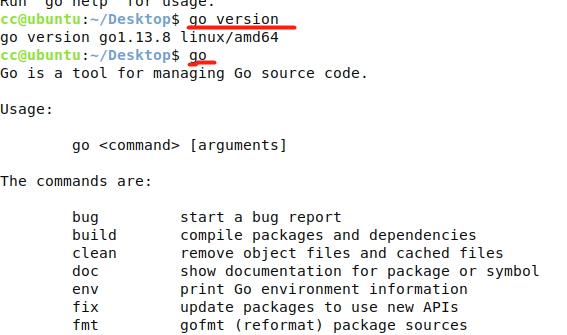 Run 'go help' for usage.
cc@ubuntu:~/Desktop$ go version
go version go1.13.8 linux/amd64
cc@ubuntu:~/Desktop$ go
Go is a tool for managing Go source code.
Usage:
go <command> [arguments]
The commands are:
bug start a bug report
build compile packages and dependencies
clean remove object files and cached files
doc show documentation for package or symbol
env print Go environment information
fix update packages to use new APIs
fmt gofmt (reformat) package sources